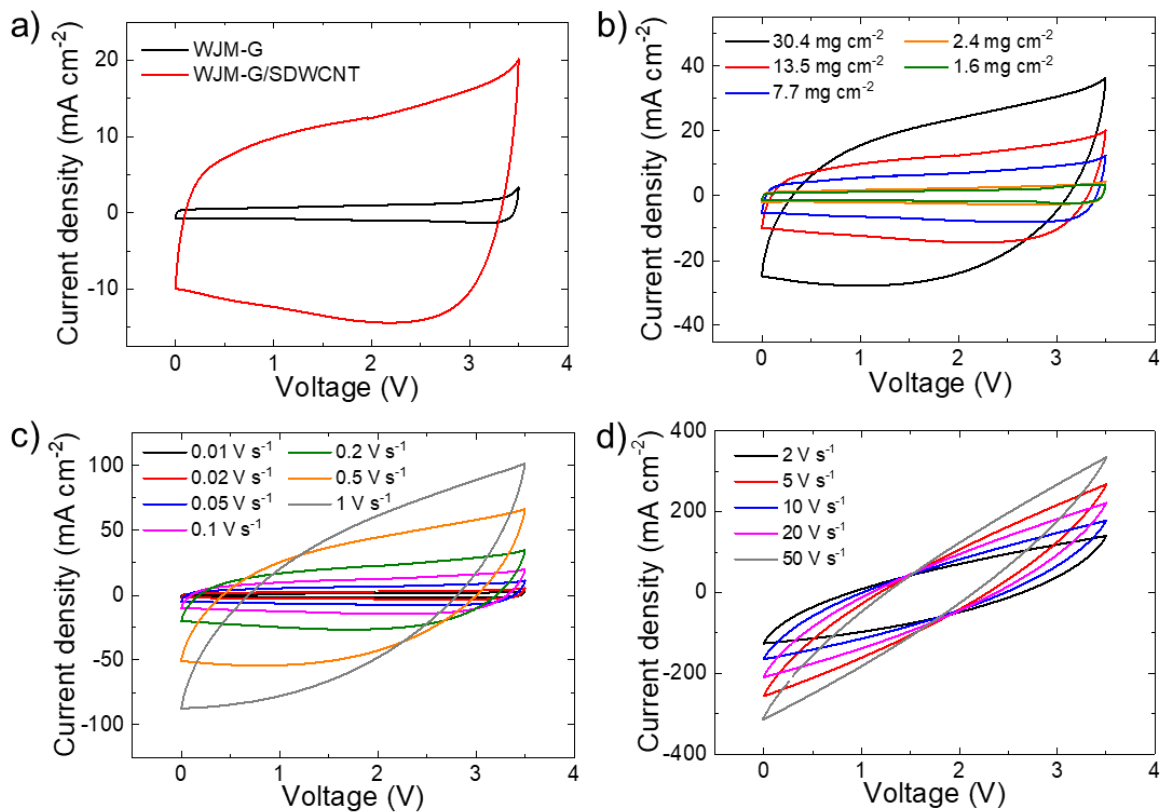 a)
WJM-G
WJM-G/SDWCNT
Current density (mA cm⁻²)
20
10
0
-10
0 1 2 3 4
Voltage (V)
b)
30.4 mg cm⁻² 2.4 mg cm⁻²
13.5 mg cm⁻² 1.6 mg cm⁻²
7.7 mg cm⁻²
Current density (mA cm⁻²)
40
20
0
-20
-40
0 1 2 3 4
Voltage (V)
c)
0.01 V s⁻¹ 0.2 V s⁻¹
0.02 V s⁻¹ 0.5 V s⁻¹
0.05 V s⁻¹ 1 V s⁻¹
0.1 V s⁻¹
Current density (mA cm⁻²)
100
50
0
-50
-100
0 1 2 3 4
Voltage (V)
d)
2 V s⁻¹
5 V s⁻¹
10 V s⁻¹
20 V s⁻¹
50 V s⁻¹
Current density (mA cm⁻²)
400
200
0
-200
-400
0 1 2 3 4
Voltage (V)